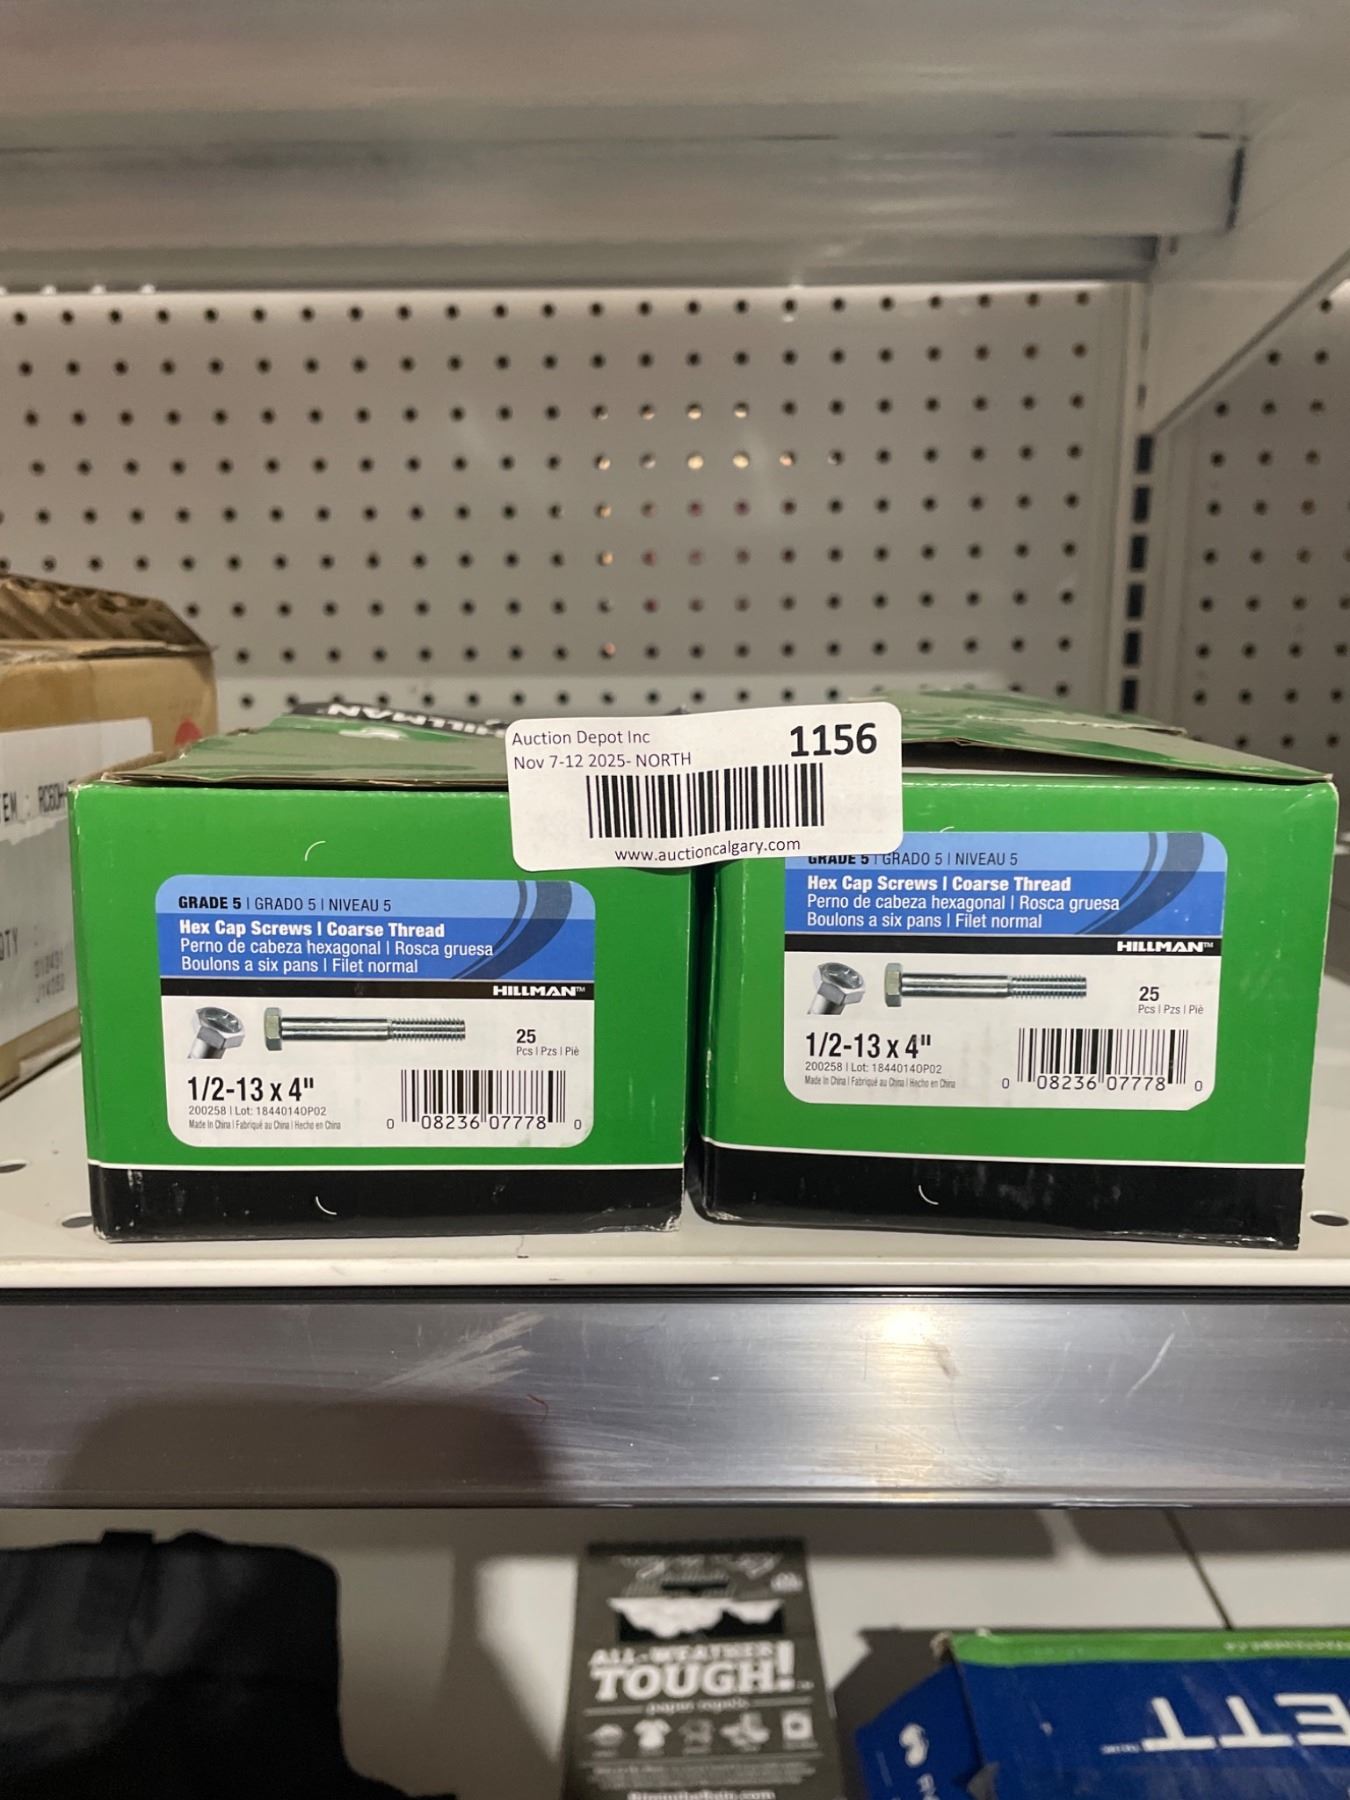 HILLMAN
Auction Depot Inc
1156
Nov 7-12 2025- NORTH
www.auctioncalgary.com
GRADE 5 | GRADO 5 | NIVEAU 5
Hex Cap Screws | Coarse Thread
Perno de cabeza hexagonal | Rosca gruesa
Boulons a six pans | Filet normal
HILLMAN™
25
Pcs | Pzs | Piè
1/2-13 x 4"
200258 | Lot: 18440140P02
Made In China | Fabriqué au China | Hecho en China
0 08236 07778 0
GRADE 5 | GRADO 5 | NIVEAU 5
Hex Cap Screws | Coarse Thread
Perno de cabeza hexagonal | Rosca gruesa
Boulons a six pans | Filet normal
HILLMAN™
25
Pcs | Pzs | Piè
1/2-13 x 4"
200258 | Lot: 18440140P02
Made In China | Fabriqué au China | Hecho en China
0 08236 07778 0
ALL-WEATHER
TOUGH!
paper repels
ETT